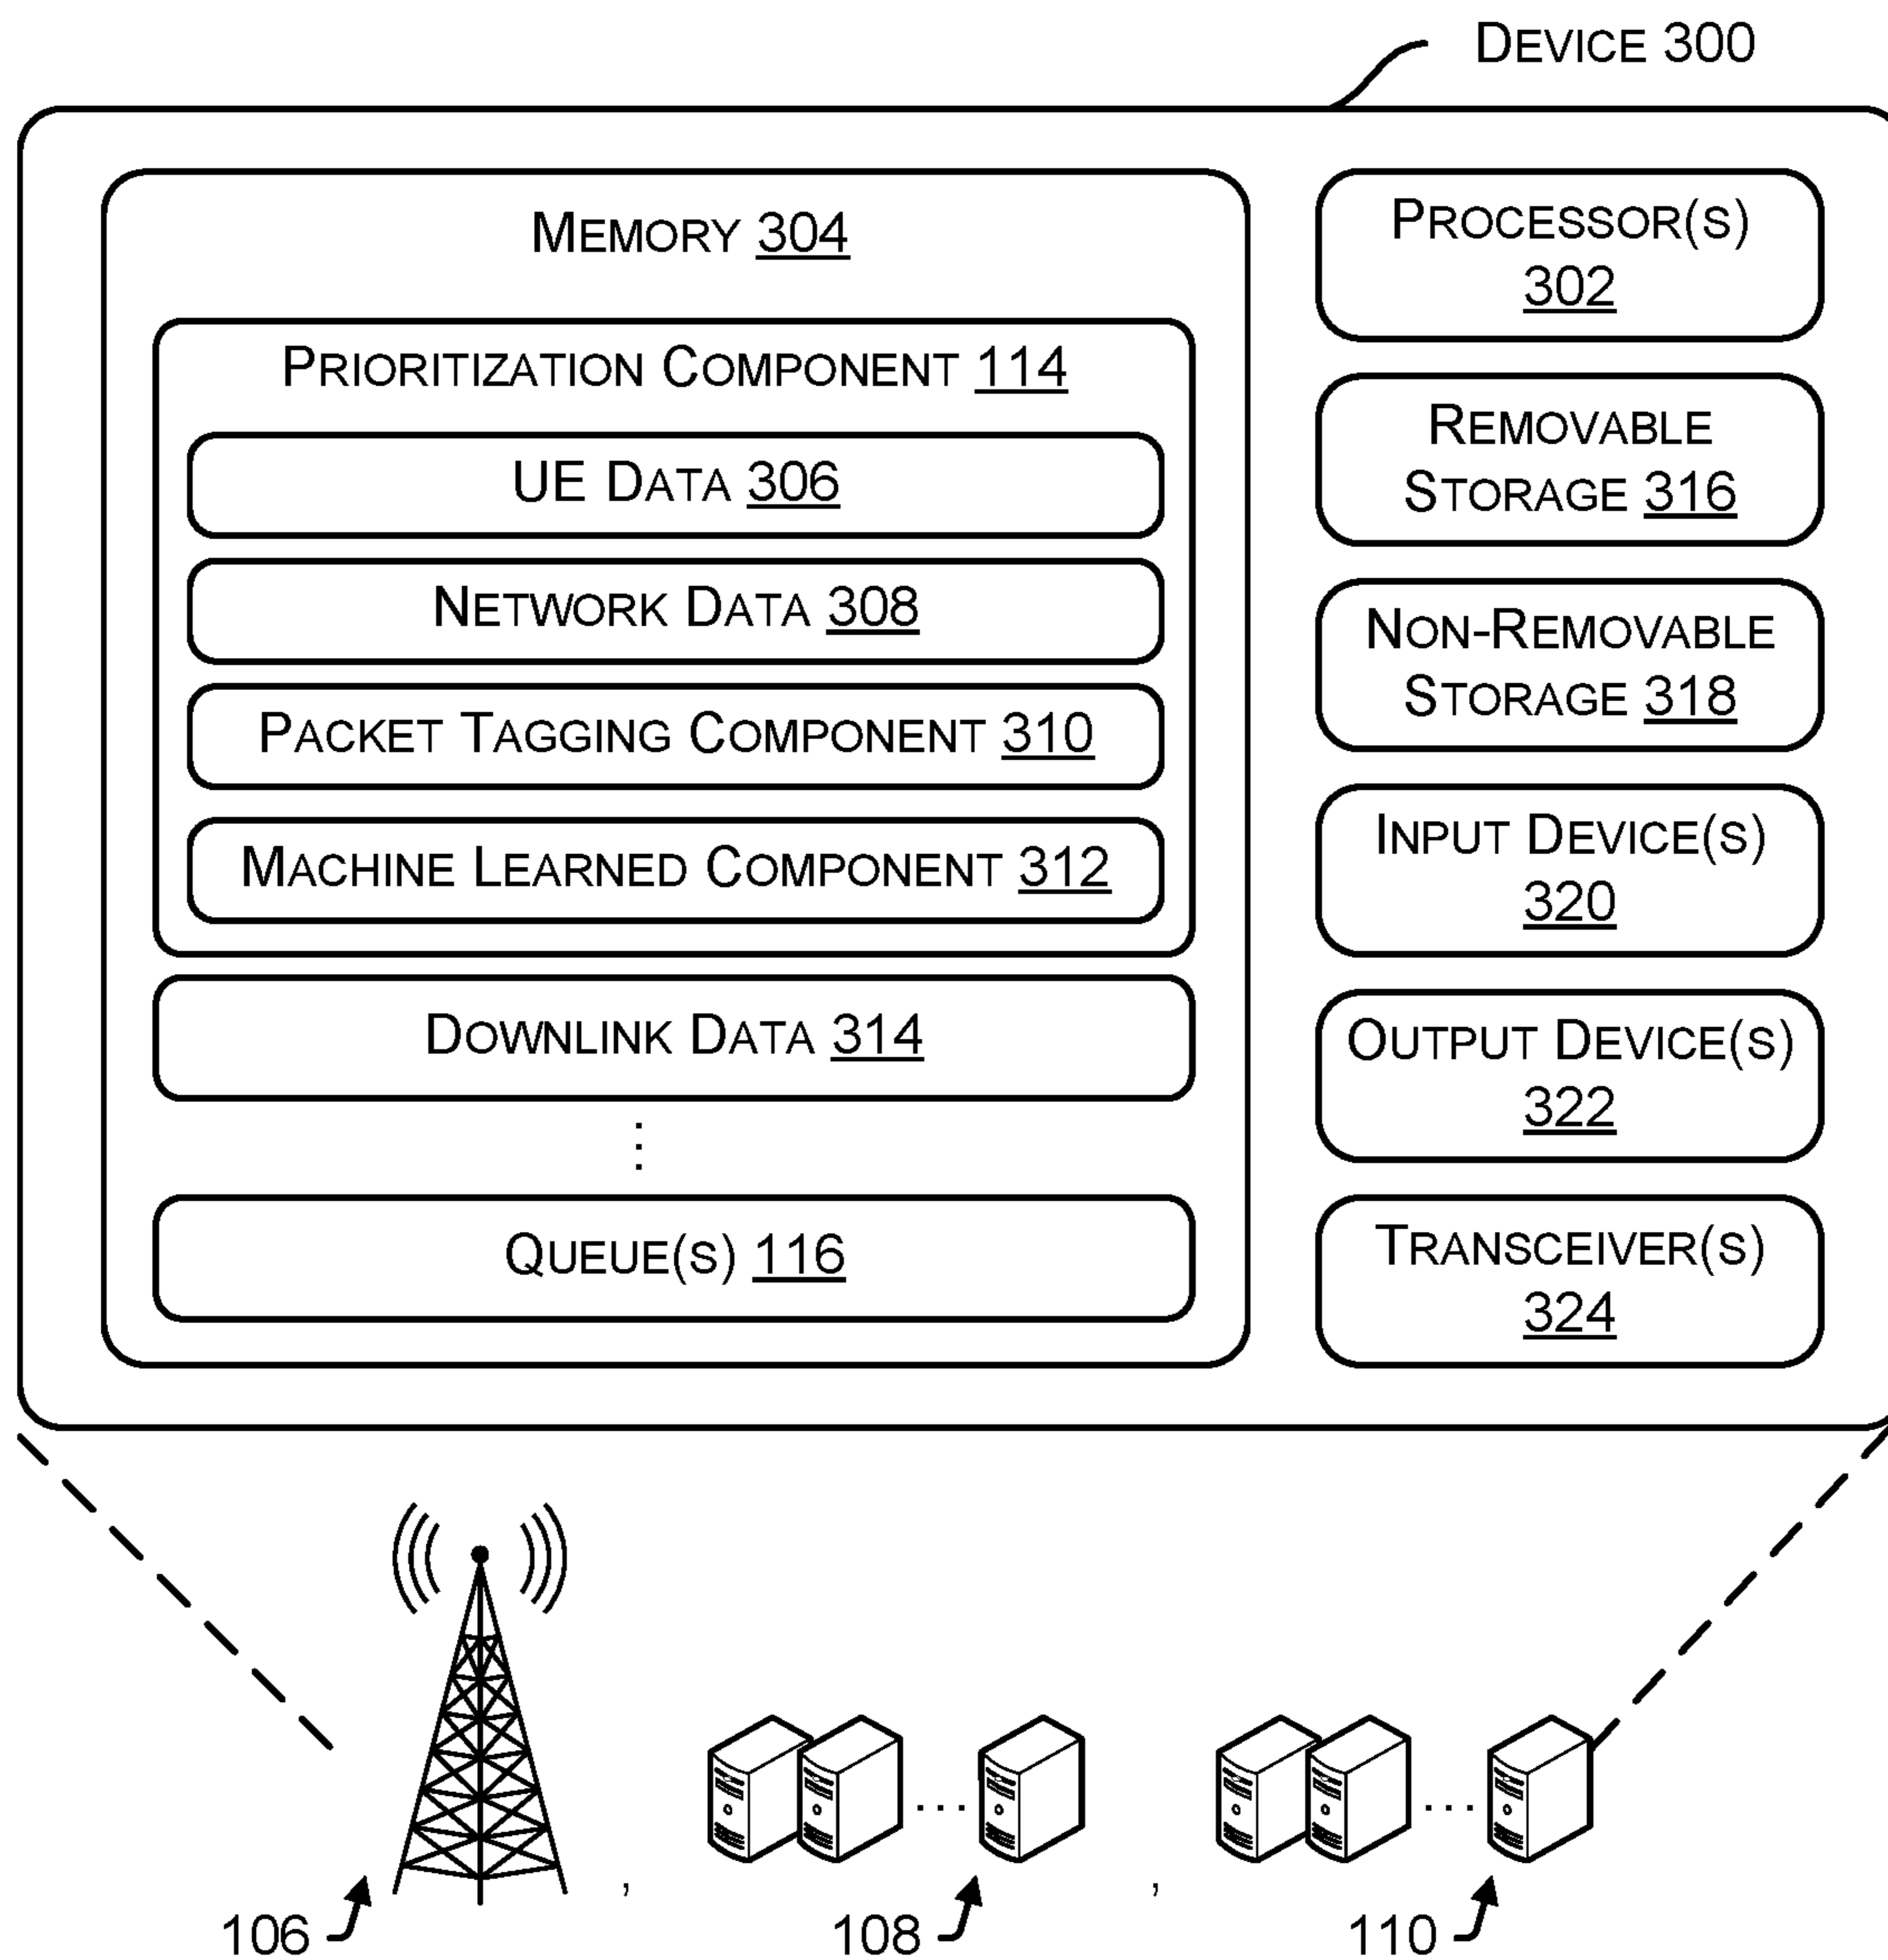 DEVICE 300
MEMORY 304
PRIORITIZATION COMPONENT 114
UE DATA 306
NETWORK DATA 308
PACKET TAGGING COMPONENT 310
MACHINE LEARNED COMPONENT 312
DOWNLINK DATA 314
⋮
QUEUE(S) 116
PROCESSOR(S)
302
REMOVABLE
STORAGE 316
NON-REMOVABLE
STORAGE 318
INPUT DEVICE(S)
320
OUTPUT DEVICE(S)
322
TRANSCEIVER(S)
324
... , ... ,
106 108 110